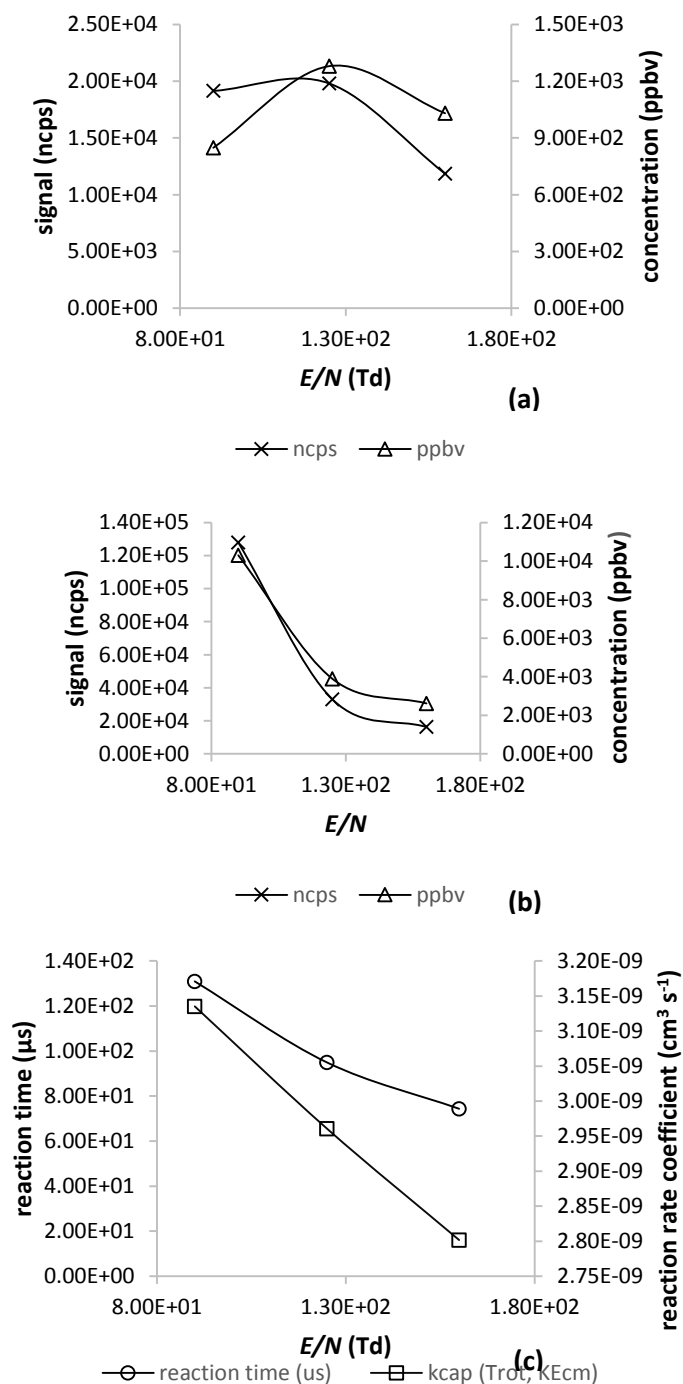 2.50E+04 1.50E+03
2.00E+04 1.20E+03
1.50E+04 9.00E+02
1.00E+04 6.00E+02
5.00E+03 3.00E+02
0.00E+00 0.00E+00
signal (ncps)
concentration (ppbv)
8.00E+01 1.30E+02 1.80E+02
E/N (Td)
(a)
ncps ppbv
1.40E+05 1.20E+04
1.20E+05 1.00E+04
1.00E+05 8.00E+03
8.00E+04 6.00E+03
6.00E+04 4.00E+03
4.00E+04 2.00E+03
2.00E+04 0.00E+00
0.00E+00
signal (ncps)
concentration (ppbv)
8.00E+01 1.30E+02 1.80E+02
E/N
ncps ppbv
(b)
1.40E+02 3.20E-09
1.20E+02 3.15E-09
1.00E+02 3.10E-09
8.00E+01 3.05E-09
6.00E+01 3.00E-09
4.00E+01 2.95E-09
2.00E+01 2.90E-09
0.00E+00 2.85E-09
2.80E-09
2.75E-09
reaction time (µs)
reaction rate coefficient (cm³ s⁻¹)
8.00E+01 1.30E+02 1.80E+02
E/N (Td)
(c)
reaction time (us) kcap (Trot, KEcm)